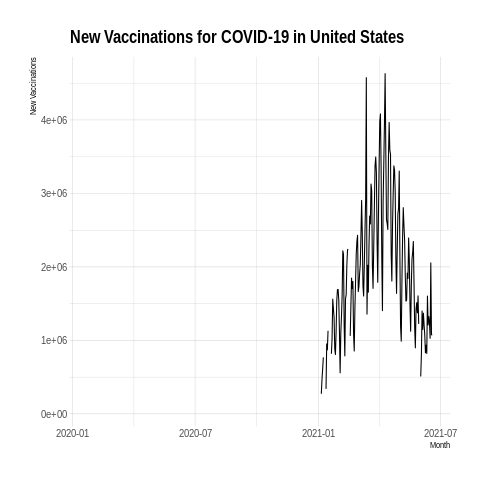 New Vaccinations for COVID-19 in United States
New Vaccinations
4e+06
3e+06
2e+06
1e+06
0e+00
2020-01
2020-07
2021-01
2021-07
Month